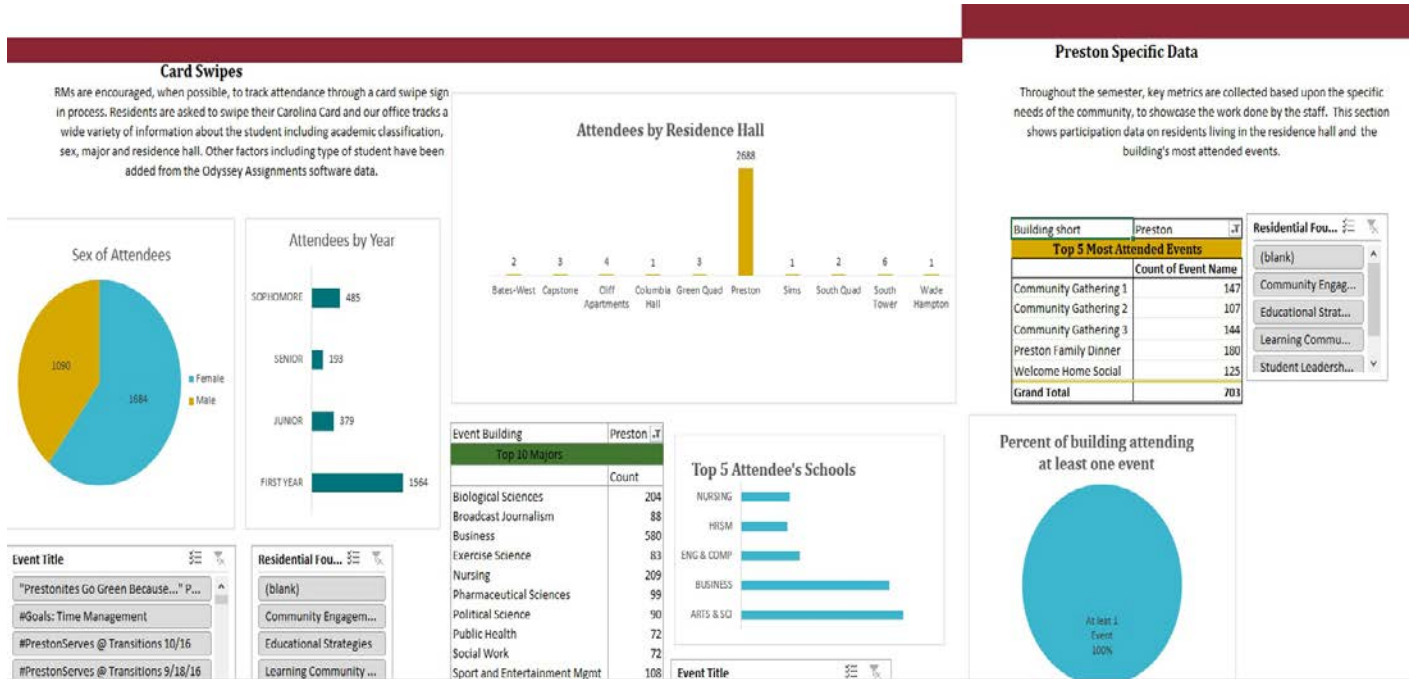 Card Swipes
RMs are encouraged, when possible, to track attendance through a card swipe sign
in process. Residents are asked to swipe their Carolina Card and our office tracks a
wide variety of information about the student including academic classification,
sex, major and residence hall. Other factors including type of student have been
added from the Odyssey Assignments software data.
Sex of Attendees
1090
1684
Female
Male
Attendees by Year
SOPHOMORE 485
SENIOR 193
JUNIOR 379
FIRST YEAR 1564
Event Title
"Prestonites Go Green Because..." P...
#Goals: Time Management
#PrestonServes @ Transitions 10/16
#PrestonServes @ Transitions 9/18/16
Residential Fou...
(blank)
Community Engagem...
Educational Strategies
Learning Community ...
Attendees by Residence Hall
2688
2 3 4 1 3 1 2 6 1
Bates-West Capstone Cliff Columbia Green Quad Preston Sims South Quad South Wade
Apartments Hall Tower Hampton
Event Building Preston
Top 10 Majors
Count
Biological Sciences 204
Broadcast Journalism 88
Business 580
Exercise Science 83
Nursing 209
Pharmaceutical Sciences 99
Political Science 90
Public Health 72
Social Work 72
Sport and Entertainment Mgmt 108
Top 5 Attendee's Schools
NURSING
HRSM
ENG & COMP
BUSINESS
ARTS & SCI
Event Title
Preston Specific Data
Throughout the semester, key metrics are collected based upon the specific
needs of the community, to showcase the work done by the staff. This section
shows participation data on residents living in the residence hall and the
building's most attended events.
Building short Preston
Top 5 Most Attended Events
Count of Event Name
Community Gathering 1 147
Community Gathering 2 107
Community Gathering 3 144
Preston Family Dinner 180
Welcome Home Social 125
Grand Total 703
Residential Fou...
(blank)
Community Engag...
Educational Strat...
Learning Commu...
Student Leadersh...
Percent of building attending
at least one event
At least 1
Event
100%